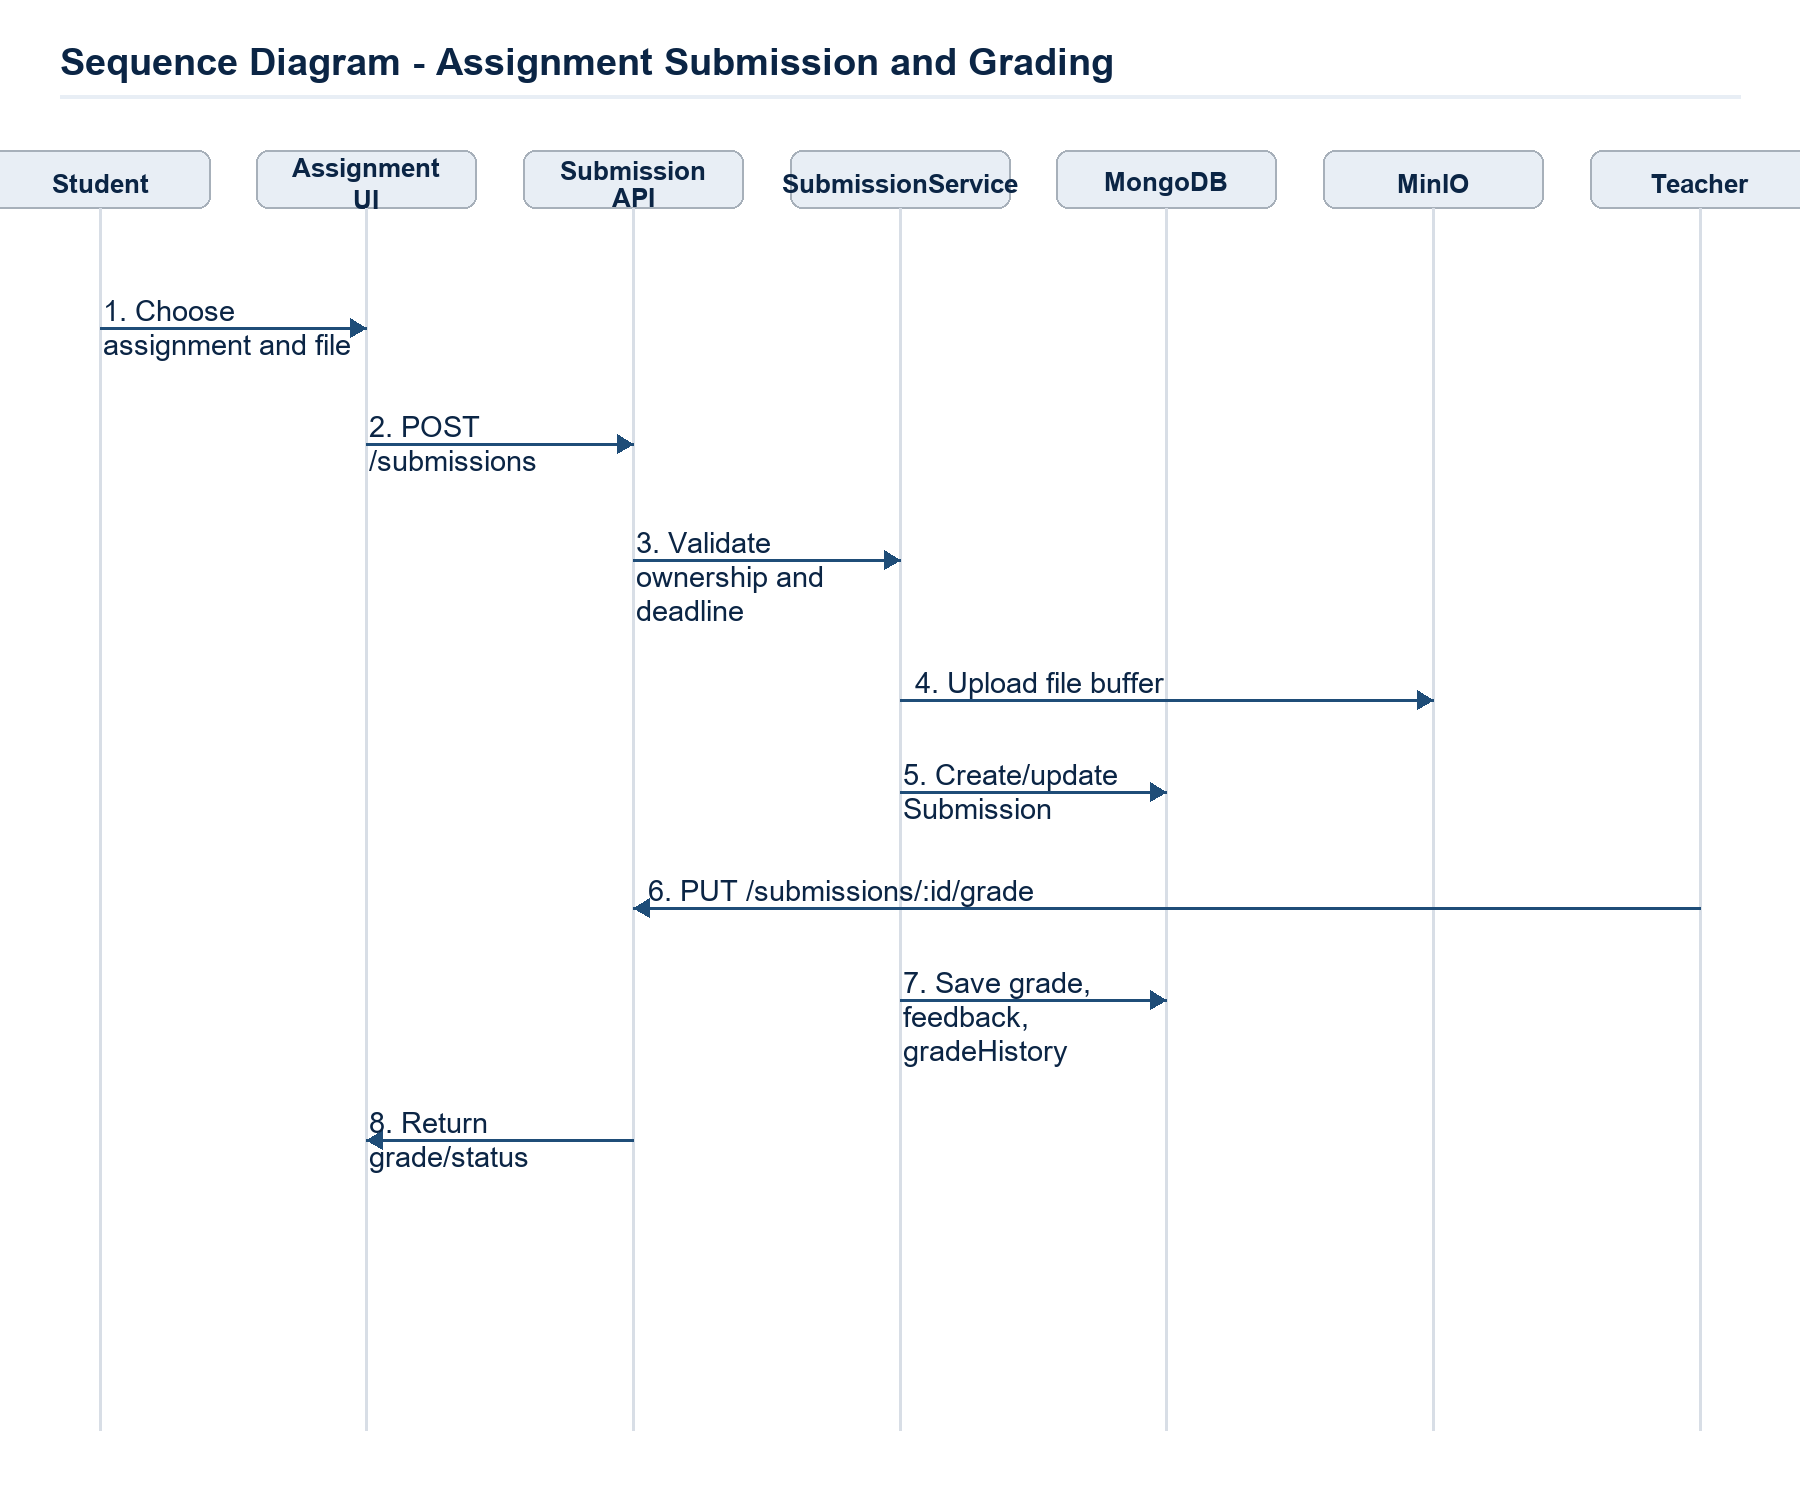 Sequence Diagram - Assignment Submission and Grading
Student
Assignment
UI
Submission
API
SubmissionService
MongoDB
MinIO
Teacher
1. Choose
assignment and file
2. POST
/submissions
3. Validate
ownership and
deadline
4. Upload file buffer
5. Create/update
Submission
6. PUT /submissions/:id/grade
7. Save grade,
feedback,
gradeHistory
8. Return
grade/status